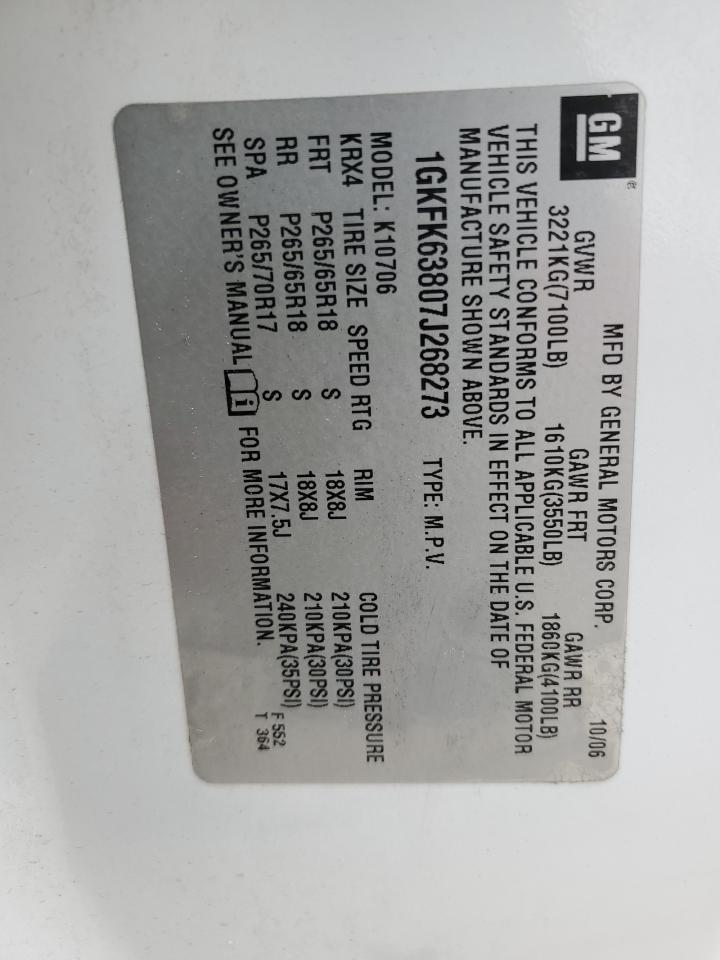 GM®
MFD BY GENERAL MOTORS CORP. 10/06
GVWR GAWR FRT GAWR RR
3221KG(7100LB) 1610KG(3550LB) 1860KG(4100LB)
THIS VEHICLE CONFORMS TO ALL APPLICABLE U.S. FEDERAL MOTOR
VEHICLE SAFETY STANDARDS IN EFFECT ON THE DATE OF
MANUFACTURE SHOWN ABOVE.
1GKFK63807J268273 TYPE: M.P.V.
MODEL: K10706
KRX4 TIRE SIZE SPEED RTG RIM COLD TIRE PRESSURE
FRT P265/65R18 S 18X8J 210KPA(30PSI)
RR P265/65R18 S 18X8J 210KPA(30PSI)
SPA P265/70R17 S 17X7.5J 240KPA(35PSI)
SEE OWNER'S MANUAL i FOR MORE INFORMATION.
F 552
T 364